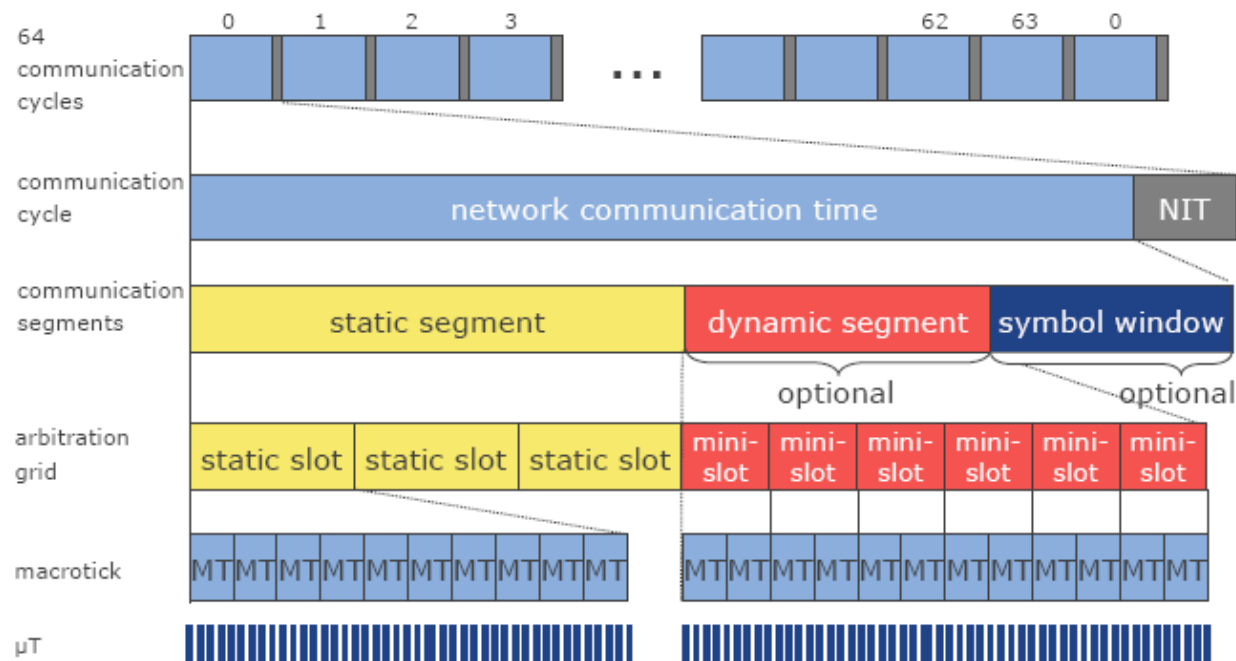 0 1 2 3 62 63 0
64
communication
cycles
...
communication
cycle
network communication time NIT
communication
segments
static segment dynamic segment symbol window
optional optional
arbitration
grid
static slot static slot static slot
mini-slot mini-slot mini-slot mini-slot mini-slot mini-slot
macrotick
MT MT MT MT MT MT MT MT MT MT MT MT MT MT MT MT MT MT MT MT MT MT
µT